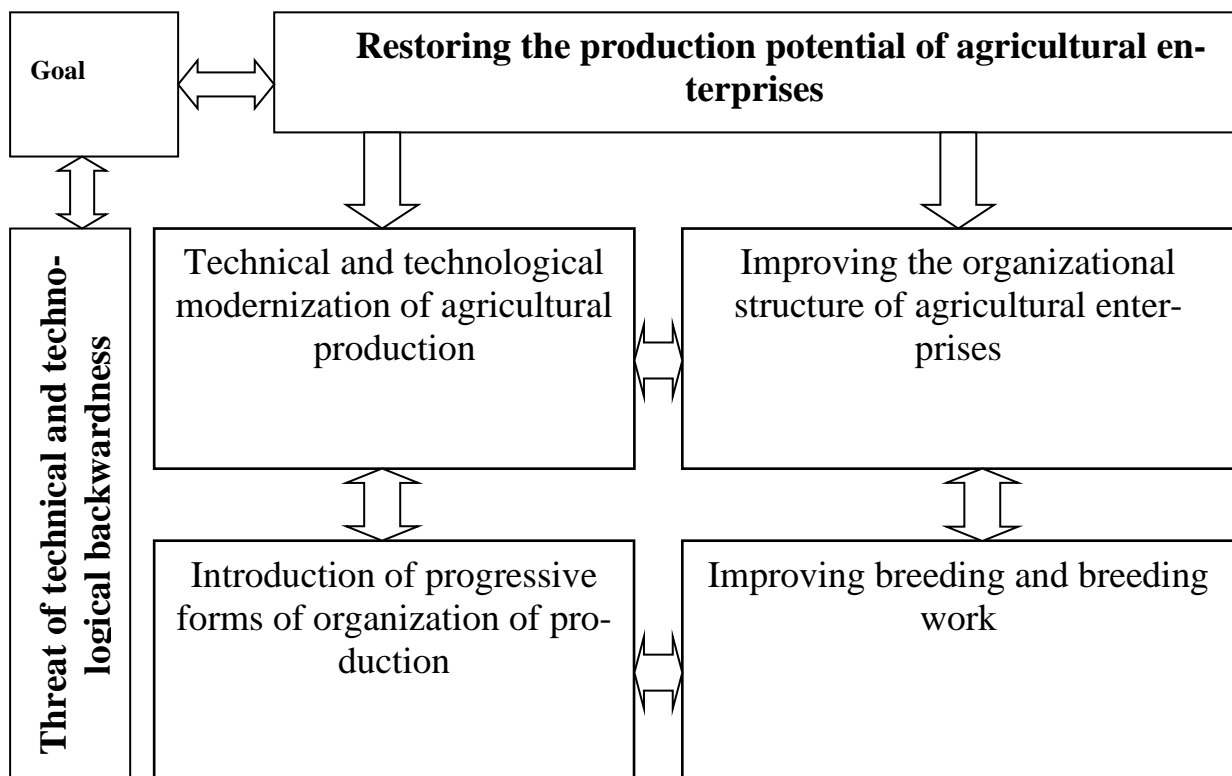 Goal
Restoring the production potential of agricultural en-
terprises
Threat of technical and techno-
logical backwardness
Technical and technological
modernization of agricultural
production
Improving the organizational
structure of agricultural enter-
prises
Introduction of progressive
forms of organization of pro-
duction
Improving breeding and breeding
work